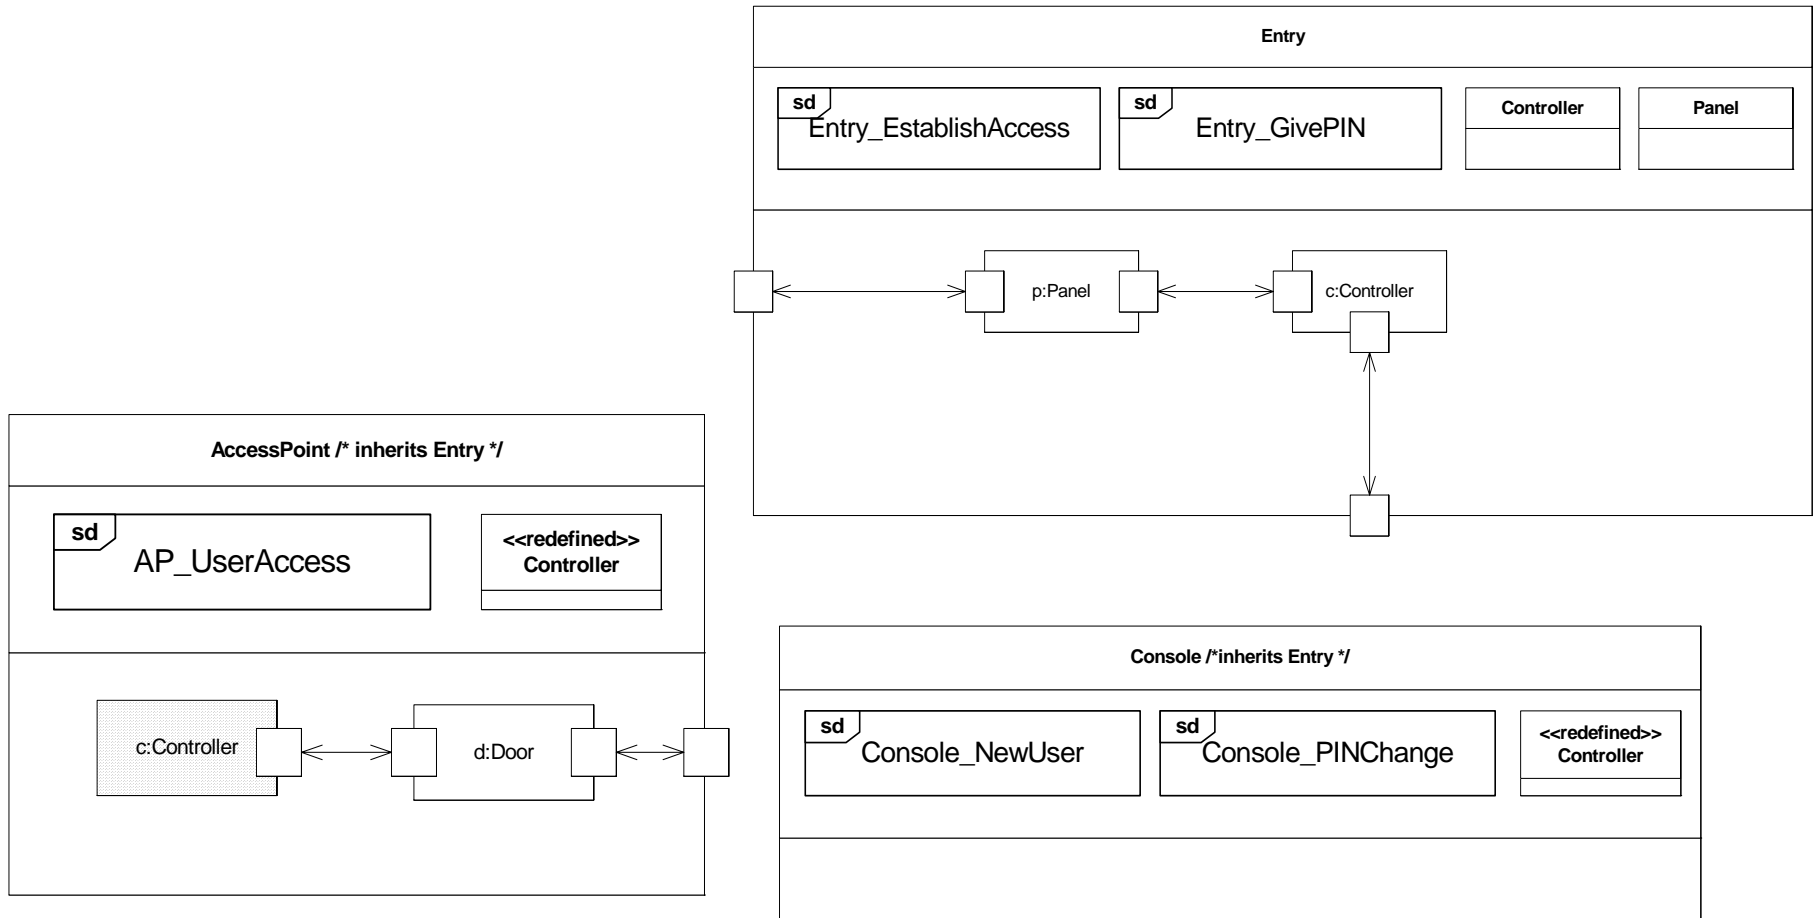 Entry
sd
Entry_EstablishAccess
sd
Entry_GivePIN
Controller
Panel
p:Panel
c:Controller
AccessPoint /* inherits Entry */
sd
AP_UserAccess
<<redefined>>
Controller
c:Controller
d:Door
Console /*inherits Entry */
sd
Console_NewUser
sd
Console_PINChange
<<redefined>>
Controller